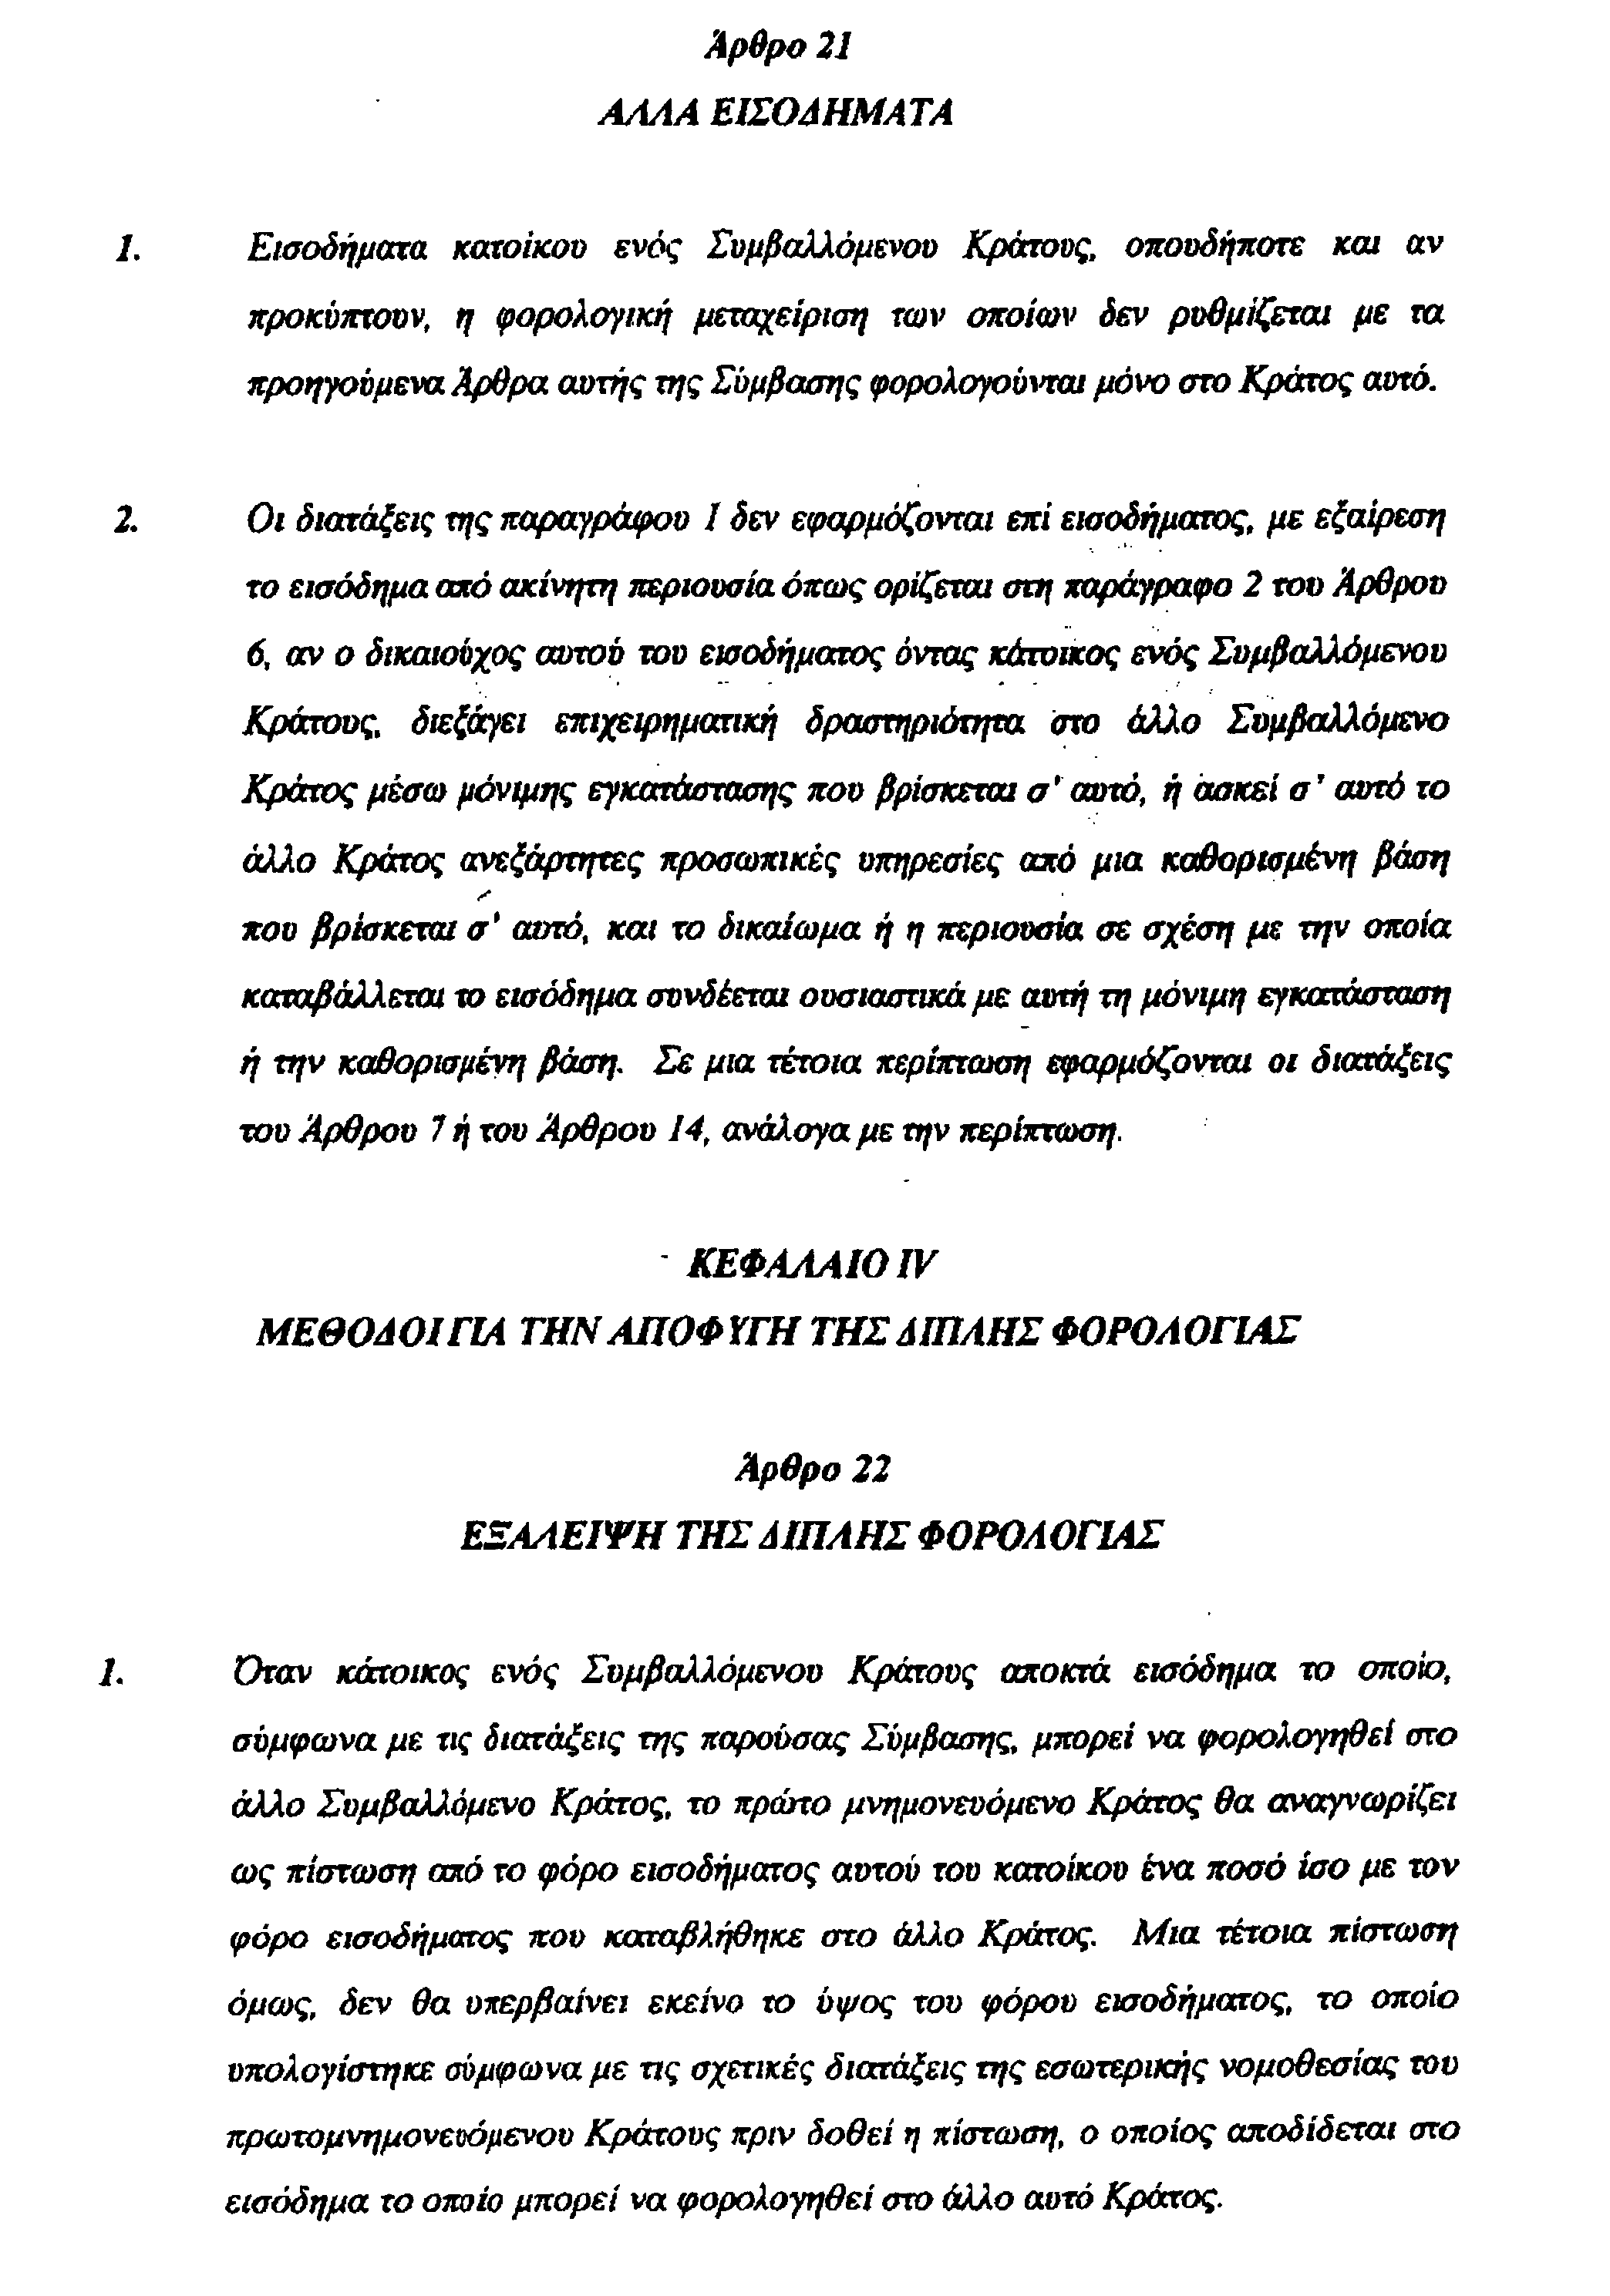 Άρθρο 21
ΑΛΛΑ ΕΙΣΟΔΗΜΑΤΑ
1. Εισοδήματα κατοίκου ενός Συμβαλλόμενου Κράτους, οπουδήποτε και αν
προκύπτουν, η φορολογική μεταχείριση των οποίων δεν ρυθμίζεται με τα
προηγούμενα Άρθρα αυτής της Σύμβασης φορολογούνται μόνο στο Κράτος αυτό.
2. Οι διατάξεις της παραγράφου 1 δεν εφαρμόζονται επί εισοδήματος, με εξαίρεση
το εισόδημα από ακίνητη περιουσία όπως ορίζεται στη παράγραφο 2 του Άρθρου
6, αν ο δικαιούχος αυτού του εισοδήματος όντας κάτοικος ενός Συμβαλλόμενου
Κράτους, διεξάγει επιχειρηματική δραστηριότητα στο άλλο Συμβαλλόμενο
Κράτος μέσω μόνιμης εγκατάστασης που βρίσκεται σ' αυτό, ή ασκεί σ' αυτό το
άλλο Κράτος ανεξάρτητες προσωπικές υπηρεσίες από μια καθορισμένη βάση
που βρίσκεται σ' αυτό, και το δικαίωμα ή η περιουσία σε σχέση με την οποία
καταβάλλεται το εισόδημα συνδέεται ουσιαστικά με αυτή τη μόνιμη εγκατάσταση
ή την καθορισμένη βάση. Σε μια τέτοια περίπτωση εφαρμόζονται οι διατάξεις
του Άρθρου 7 ή του Άρθρου 14, ανάλογα με την περίπτωση.
ΚΕΦΑΛΑΙΟ IV
ΜΕΘΟΔΟΙ ΓΙΑ ΤΗΝ ΑΠΟΦΥΓΗ ΤΗΣ ΔΙΠΛΗΣ ΦΟΡΟΛΟΓΙΑΣ
Άρθρο 22
ΕΞΑΛΕΙΨΗ ΤΗΣ ΔΙΠΛΗΣ ΦΟΡΟΛΟΓΙΑΣ
1. Όταν κάτοικος ενός Συμβαλλόμενου Κράτους αποκτά εισόδημα το οποίο,
σύμφωνα με τις διατάξεις της παρούσας Σύμβασης, μπορεί να φορολογηθεί στο
άλλο Συμβαλλόμενο Κράτος, το πρώτο μνημονευόμενο Κράτος θα αναγνωρίζει
ως πίστωση από το φόρο εισοδήματος αυτού του κατοίκου ένα ποσό ίσο με τον
φόρο εισοδήματος που καταβλήθηκε στο άλλο Κράτος. Μια τέτοια πίστωση
όμως, δεν θα υπερβαίνει εκείνο το ύψος του φόρου εισοδήματος, το οποίο
υπολογίστηκε σύμφωνα με τις σχετικές διατάξεις της εσωτερικής νομοθεσίας του
πρωτομνημονευόμενου Κράτους πριν δοθεί η πίστωση, ο οποίος αποδίδεται στο
εισόδημα το οποίο μπορεί να φορολογηθεί στο άλλο αυτό Κράτος.